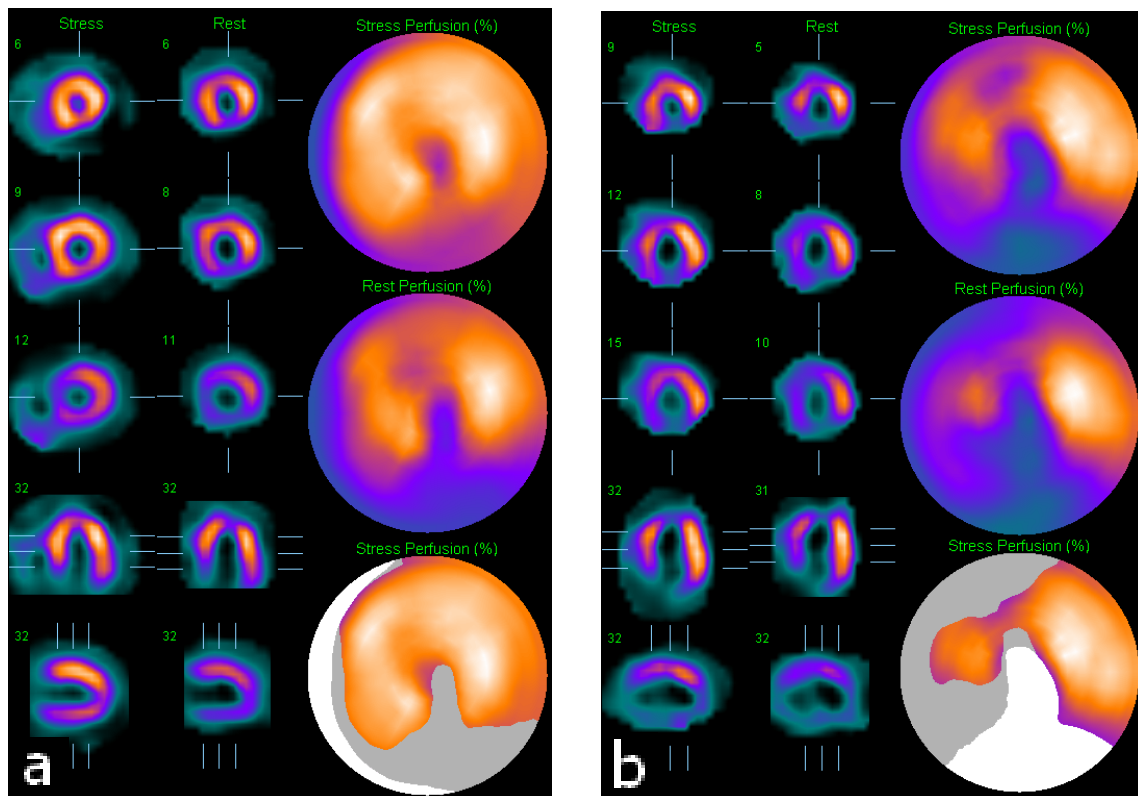 Stress Rest Stress Perfusion (%)
6 6
9 8
Rest Perfusion (%)
12 11
32 32
Stress Perfusion (%)
32 32
a
Stress Rest Stress Perfusion (%)
9 5
12 8
Rest Perfusion (%)
15 10
32 31
Stress Perfusion (%)
32 32
b